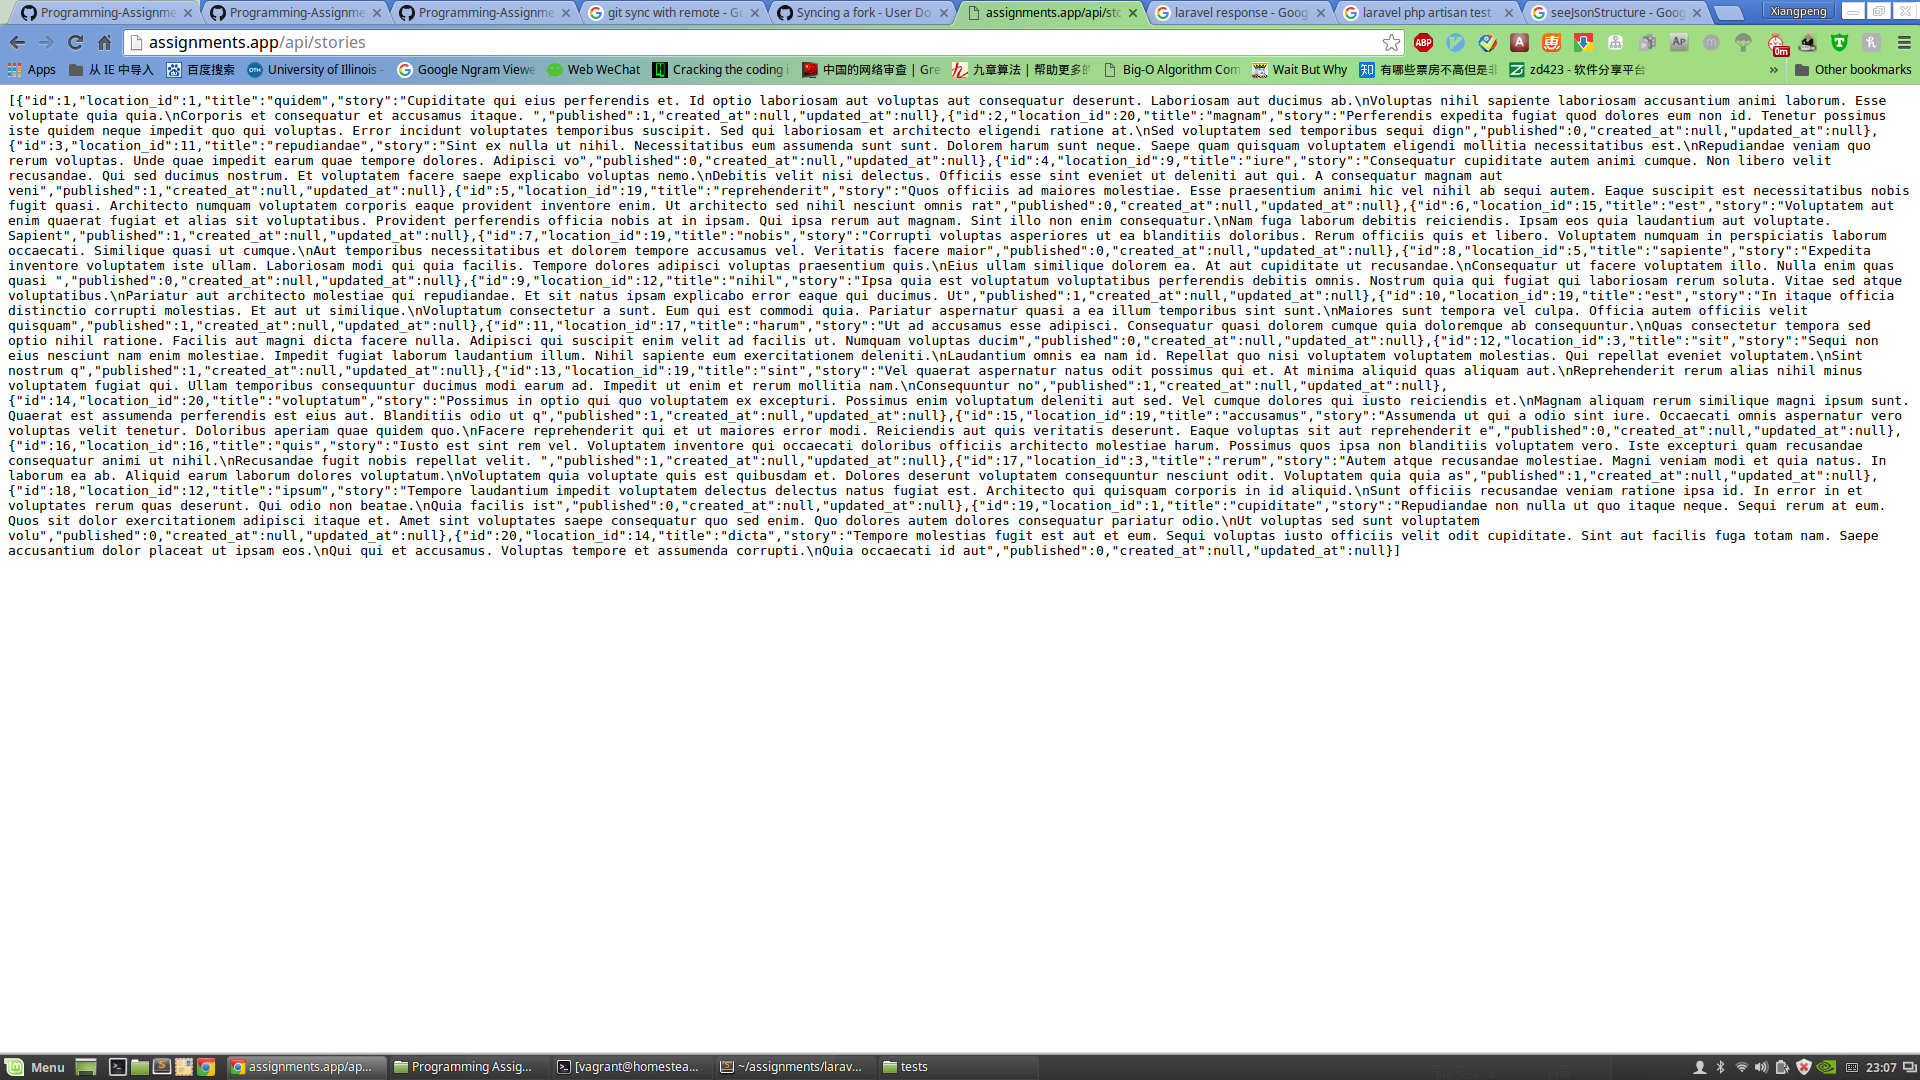 Programming-Assignme
Programming-Assignme
Programming-Assignme
git sync with remote - Go
Syncing a fork - User Do
assignments.app/api/sto
laravel response - Goog
laravel php artisan test -
seeJsonStructure - Goog
Xiangpeng
assignments.app/api/stories
Apps
从 IE 中导入
百度搜索
University of Illinois -
Google Ngram Viewe
Web WeChat
Cracking the coding i
中国的网络审查 | Gre
九章算法 | 帮助更多的
Big-O Algorithm Com
Wait But Why
有哪些票房不高但是非
zd423 - 软件分享平台
»
Other bookmarks
[{"id":1,"location_id":1,"title":"quidem","story":"Cupiditate qui eius perferendis et. Id optio laboriosam aut voluptas aut consequatur deserunt. Laboriosam aut ducimus ab.\nVoluptas nihil sapiente laboriosam accusantium animi laborum. Esse
voluptate quia quia.\nCorporis et consequatur et accusamus itaque. ","published":1,"created_at":null,"updated_at":null},{"id":2,"location_id":20,"title":"magnam","story":"Perferendis expedita fugiat quod dolores eum non id. Tenetur possimus
iste quidem neque impedit quo qui voluptas. Error incidunt voluptates temporibus suscipit. Sed qui laboriosam et architecto eligendi ratione at.\nSed voluptatem sed temporibus sequi dign","published":0,"created_at":null,"updated_at":null},
{"id":3,"location_id":11,"title":"repudiandae","story":"Sint ex nulla ut nihil. Necessitatibus eum assumenda sunt sunt. Dolorem harum sunt neque. Saepe quam quisquam voluptatem eligendi mollitia necessitatibus est.\nRepudiandae veniam quo
rerum voluptas. Unde quae impedit earum quae tempore dolores. Adipisci vo","published":0,"created_at":null,"updated_at":null},{"id":4,"location_id":9,"title":"iure","story":"Consequatur cupiditate autem animi cumque. Non libero velit
recusandae. Qui sed ducimus nostrum. Et voluptatem facere saepe explicabo voluptas nemo.\nDebitis velit nisi delectus. Officiis esse sint eveniet ut deleniti aut qui. A consequatur magnam aut
veni","published":1,"created_at":null,"updated_at":null},{"id":5,"location_id":19,"title":"reprehenderit","story":"Quos officiis ad maiores molestiae. Esse praesentium animi hic vel nihil ab sequi autem. Eaque suscipit est necessitatibus nobis
fugit quasi. Architecto numquam voluptatem corporis eaque provident inventore enim. Ut architecto sed nihil nesciunt omnis rat","published":0,"created_at":null,"updated_at":null},{"id":6,"location_id":15,"title":"est","story":"Voluptatem aut
enim quaerat fugiat et alias sit voluptatibus. Provident perferendis officia nobis at in ipsam. Qui ipsa rerum aut magnam. Sint illo non enim consequatur.\nNam fuga laborum debitis reiciendis. Ipsam eos quia laudantium aut voluptate.
Sapient","published":1,"created_at":null,"updated_at":null},{"id":7,"location_id":19,"title":"nobis","story":"Corrupti voluptas asperiores ut ea blanditiis doloribus. Rerum officiis quis et libero. Voluptatem numquam in perspiciatis laborum
occaecati. Similique quasi ut cumque.\nAut temporibus necessitatibus et dolorem tempore accusamus vel. Veritatis facere maior","published":0,"created_at":null,"updated_at":null},{"id":8,"location_id":5,"title":"sapiente","story":"Expedita
inventore voluptatem iste ullam. Laboriosam modi qui quia facilis. Tempore dolores adipisci voluptas praesentium quis.\nEius ullam similique dolorem ea. At aut cupiditate ut recusandae.\nConsequatur ut facere voluptatem illo. Nulla enim quas
quasi ","published":0,"created_at":null,"updated_at":null},{"id":9,"location_id":12,"title":"nihil","story":"Ipsa quia est voluptatum voluptatibus perferendis debitis omnis. Nostrum quia qui fugiat qui laboriosam rerum soluta. Vitae sed atque
voluptatibus.\nPariatur aut architecto molestiae qui repudiandae. Et sit natus ipsam explicabo error eaque qui ducimus. Ut","published":1,"created_at":null,"updated_at":null},{"id":10,"location_id":19,"title":"est","story":"In itaque officia
distinctio corrupti molestias. Et aut ut similique.\nVoluptatum consectetur a sunt. Eum qui est commodi quia. Pariatur aspernatur quasi a ea illum temporibus sint sunt.\nMaiores sunt tempora vel culpa. Officia autem officiis velit
quisquam","published":1,"created_at":null,"updated_at":null},{"id":11,"location_id":17,"title":"harum","story":"Ut ad accusamus esse adipisci. Consequatur quasi dolorem cumque quia doloremque ab consequuntur.\nQuas consectetur tempora sed
optio nihil ratione. Facilis aut magni dicta facere nulla. Adipisci qui suscipit enim velit ad facilis ut. Numquam voluptas ducim","published":0,"created_at":null,"updated_at":null},{"id":12,"location_id":3,"title":"sit","story":"Sequi non
eius nesciunt nam enim molestiae. Impedit fugiat laborum laudantium illum. Nihil sapiente eum exercitationem deleniti.\nLaudantium omnis ea nam id. Repellat quo nisi voluptatem voluptatem molestias. Qui repellat eveniet voluptatem.\nSint
nostrum q","published":1,"created_at":null,"updated_at":null},{"id":13,"location_id":19,"title":"sint","story":"Vel quaerat aspernatur natus odit possimus qui et. At minima aliquid quas aliquam aut.\nReprehenderit rerum alias nihil minus
voluptatem fugiat qui. Ullam temporibus consequuntur ducimus modi earum ad. Impedit ut enim et rerum mollitia nam.\nConsequuntur no","published":1,"created_at":null,"updated_at":null},
{"id":14,"location_id":20,"title":"voluptatum","story":"Possimus in optio qui quo voluptatem ex excepturi. Possimus enim voluptatum deleniti aut sed. Vel cumque dolores qui iusto reiciendis et.\nMagnam aliquam rerum similique magni ipsum sunt.
Quaerat est assumenda perferendis est eius aut. Blanditiis odio ut q","published":1,"created_at":null,"updated_at":null},{"id":15,"location_id":19,"title":"accusamus","story":"Assumenda ut qui a odio sint iure. Occaecati omnis aspernatur vero
voluptas velit tenetur. Doloribus aperiam quae quidem quo.\nFacere reprehenderit qui et ut maiores error modi. Reiciendis aut quis veritatis deserunt. Eaque voluptas sit aut reprehenderit e","published":0,"created_at":null,"updated_at":null},
{"id":16,"location_id":16,"title":"quis","story":"Iusto est sint rem vel. Voluptatem inventore qui occaecati doloribus officiis architecto molestiae harum. Possimus quos ipsa non blanditiis voluptatem vero. Iste excepturi quam recusandae
consequatur animi ut nihil.\nRecusandae fugit nobis repellat velit. ","published":1,"created_at":null,"updated_at":null},{"id":17,"location_id":3,"title":"rerum","story":"Autem atque recusandae molestiae. Magni veniam modi et quia natus. In
laborum ea ab. Aliquid earum laborum dolores voluptatum.\nVoluptatem quia voluptate quis est quibusdam et. Dolores deserunt voluptatem consequuntur nesciunt odit. Voluptatem quia quia as","published":1,"created_at":null,"updated_at":null},
{"id":18,"location_id":12,"title":"ipsum","story":"Tempore laudantium impedit voluptatem delectus delectus natus fugiat est. Architecto qui quisquam corporis in id aliquid.\nSunt officiis recusandae veniam ratione ipsa id. In error in et
voluptates rerum quas deserunt. Qui odio non beatae.\nQuia facilis ist","published":0,"created_at":null,"updated_at":null},{"id":19,"location_id":1,"title":"cupiditate","story":"Repudiandae non nulla ut quo itaque neque. Sequi rerum at eum.
Quos sit dolor exercitationem adipisci itaque et. Amet sint voluptates saepe consequatur quo sed enim. Quo dolores autem dolores consequatur pariatur odio.\nUt voluptas sed sunt voluptatem
volu","published":0,"created_at":null,"updated_at":null},{"id":20,"location_id":14,"title":"dicta","story":"Tempore molestias fugit est aut et eum. Sequi voluptas iusto officiis velit odit cupiditate. Sint aut facilis fuga totam nam. Saepe
accusantium dolor placeat ut ipsam eos.\nQui qui et accusamus. Voluptas tempore et assumenda corrupti.\nQuia occaecati id aut","published":0,"created_at":null,"updated_at":null}]
Menu
assignments.app/ap...
Programming Assig...
[vagrant@homestea...
~/assignments/larav...
tests
23:07